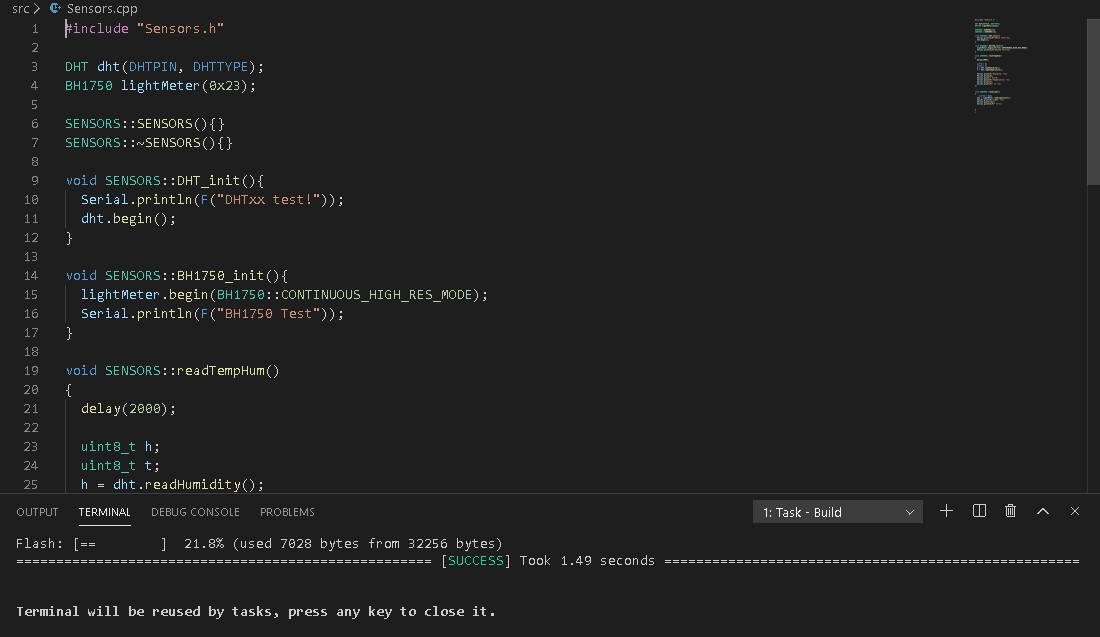 src > Sensors.cpp
1 #include "Sensors.h"
2
3 DHT dht(DHTPIN, DHTTYPE);
4 BH1750 lightMeter(0x23);
5
6 SENSORS::SENSORS(){}
7 SENSORS::~SENSORS(){}
8
9 void SENSORS::DHT_init(){
10 Serial.println(F("DHTxx test!"));
11 dht.begin();
12 }
13
14 void SENSORS::BH1750_init(){
15 lightMeter.begin(BH1750::CONTINUOUS_HIGH_RES_MODE);
16 Serial.println(F("BH1750 Test"));
17 }
18
19 void SENSORS::readTempHum()
20 {
21 delay(2000);
22
23 uint8_t h;
24 uint8_t t;
25 h = dht.readHumidity();
OUTPUT TERMINAL DEBUG CONSOLE PROBLEMS 1: Task - Build
Flash: [==        ]  21.8% (used 7028 bytes from 32256 bytes)
==================================================== [SUCCESS] Took 1.49 seconds ====================================================
Terminal will be reused by tasks, press any key to close it.